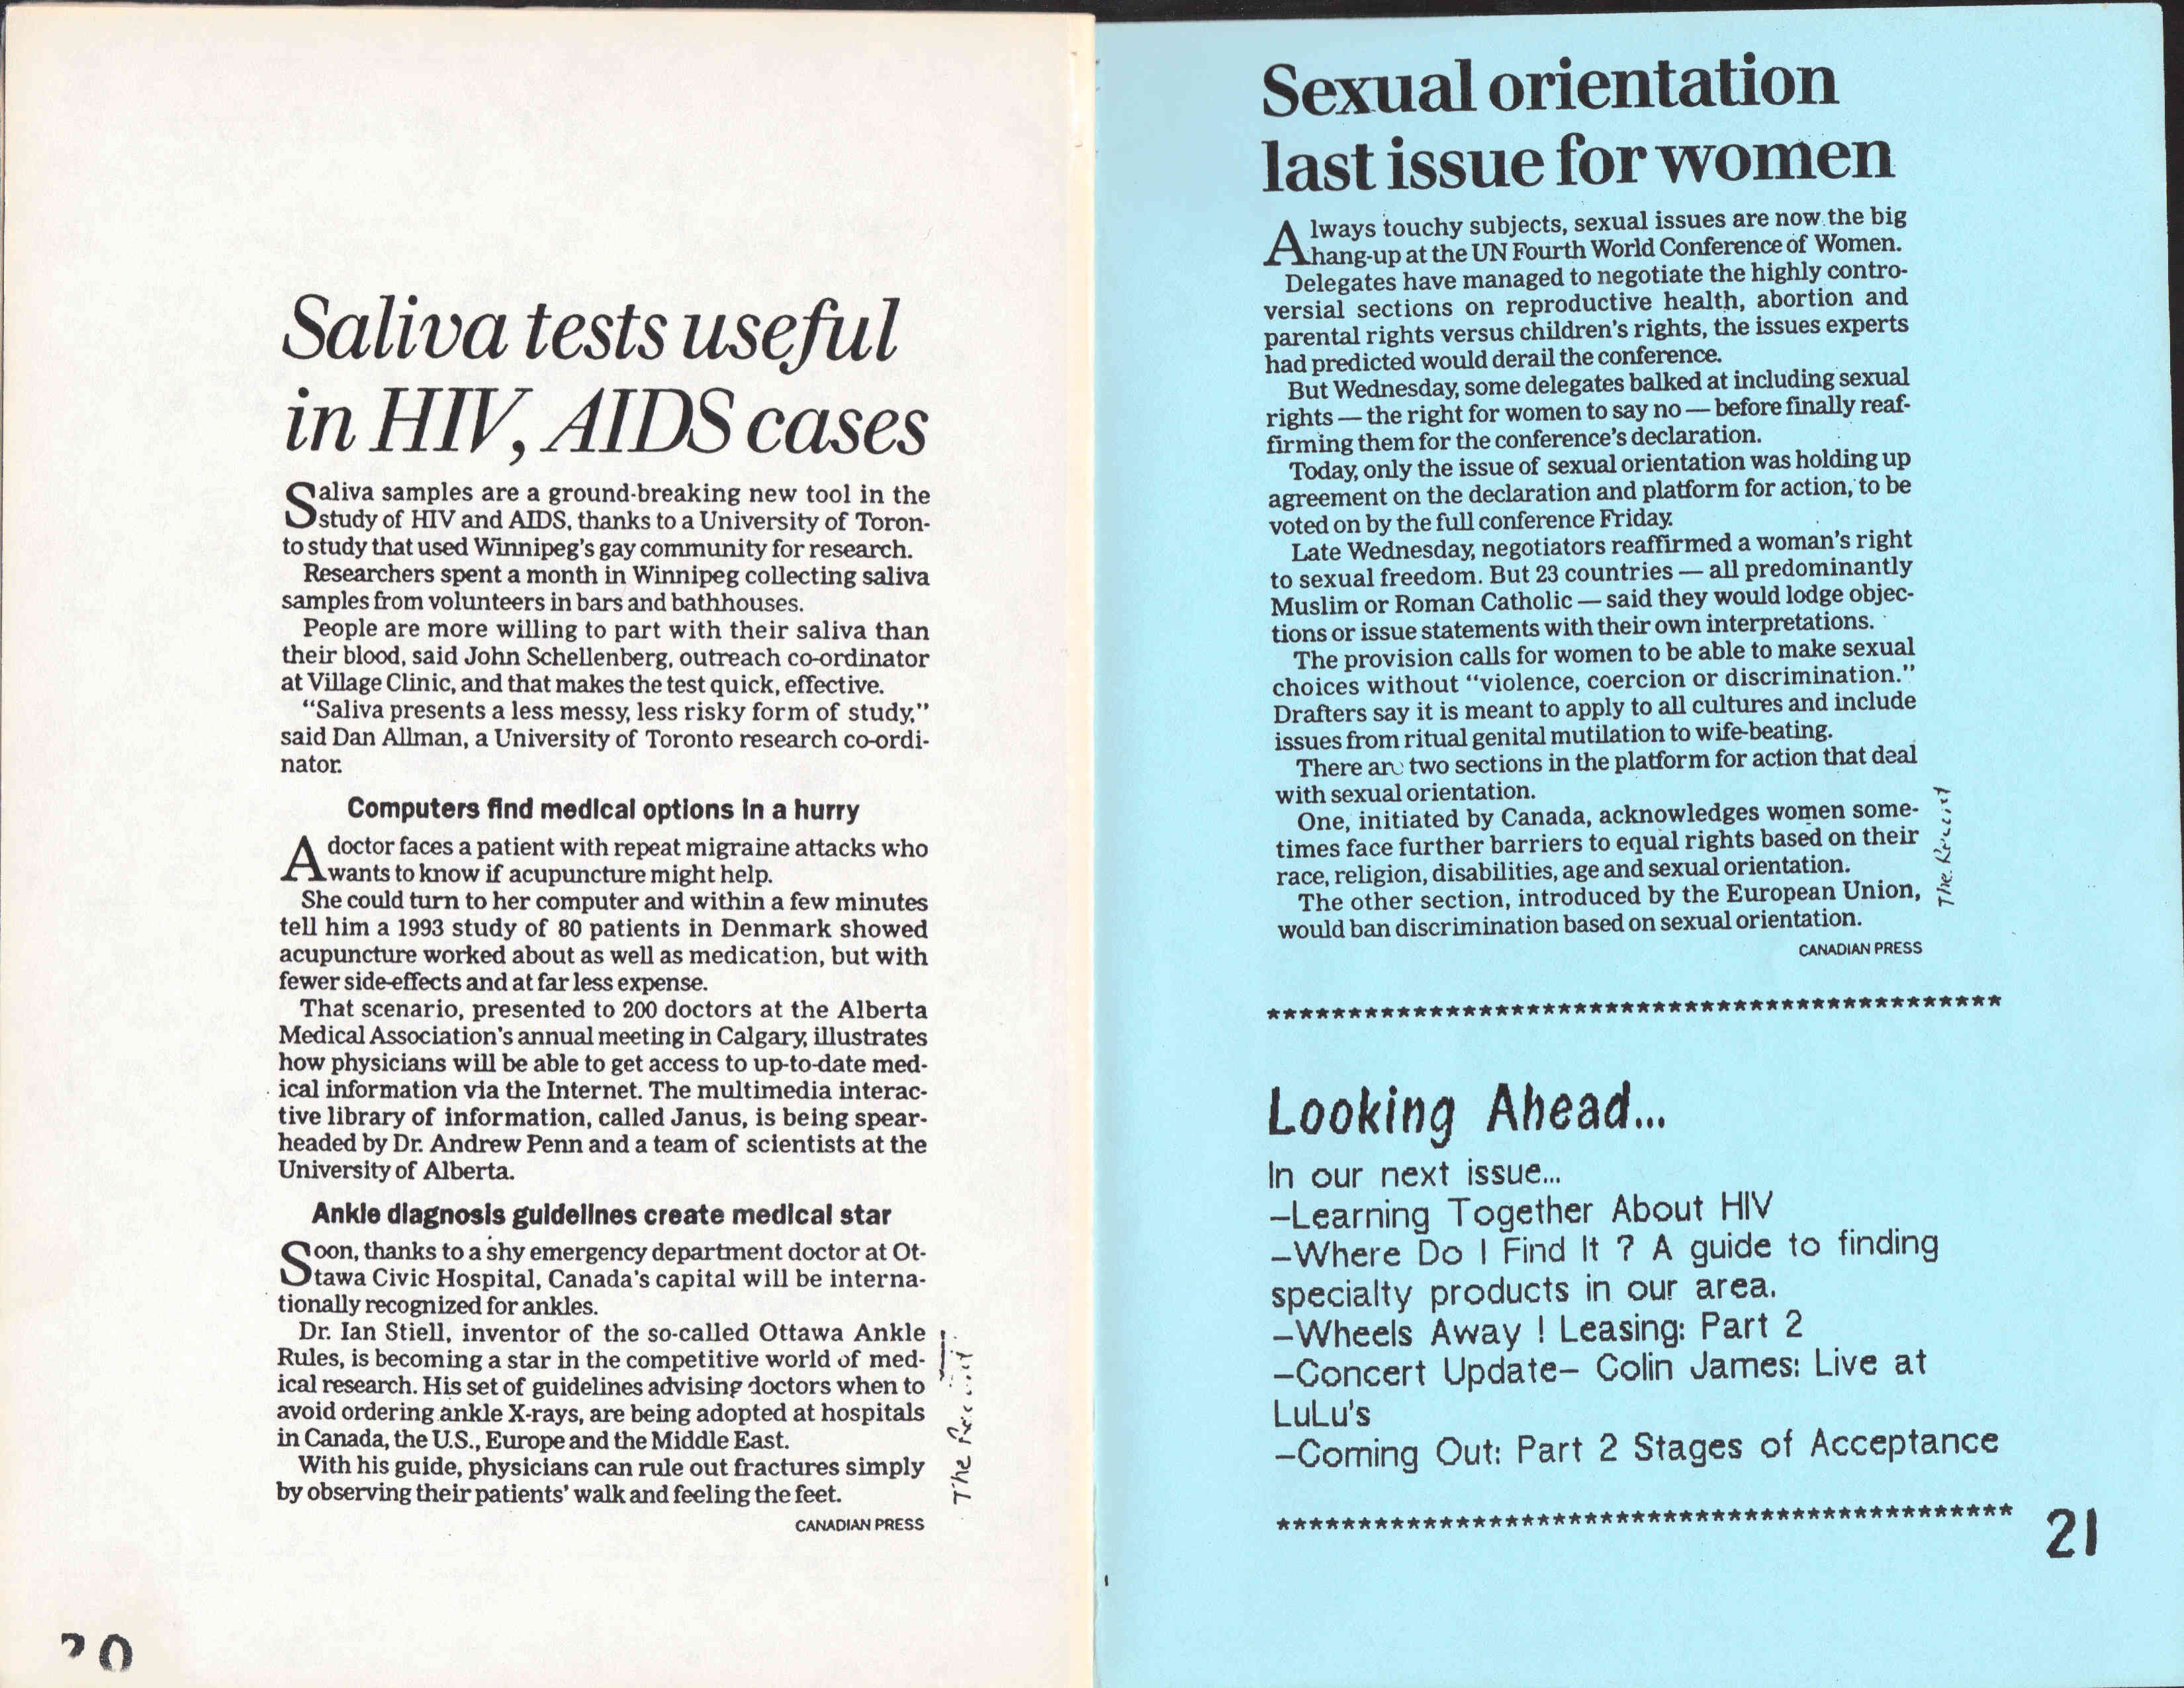 Saliva tests useful
in HIV, AIDS cases
Saliva samples are a ground-breaking new tool in the
study of HIV and AIDS, thanks to a University of Toron-
to study that used Winnipeg's gay community for research.
Researchers spent a month in Winnipeg collecting saliva
samples from volunteers in bars and bathhouses.
People are more willing to part with their saliva than
their blood, said John Schellenberg, outreach co-ordinator
at Village Clinic, and that makes the test quick, effective.
"Saliva presents a less messy, less risky form of study,"
said Dan Allman, a University of Toronto research co-ordi-
nator.
Computers find medical options in a hurry
A doctor faces a patient with repeat migraine attacks who
wants to know if acupuncture might help.
She could turn to her computer and within a few minutes
tell him a 1993 study of 80 patients in Denmark showed
acupuncture worked about as well as medication, but with
fewer side-effects and at far less expense.
That scenario, presented to 200 doctors at the Alberta
Medical Association's annual meeting in Calgary, illustrates
how physicians will be able to get access to up-to-date med-
ical information via the Internet. The multimedia interac-
tive library of information, called Janus, is being spear-
headed by Dr. Andrew Penn and a team of scientists at the
University of Alberta.
Ankle diagnosis guidelines create medical star
Soon, thanks to a shy emergency department doctor at Ot-
tawa Civic Hospital, Canada's capital will be interna-
tionally recognized for ankles.
Dr. Ian Stiell, inventor of the so-called Ottawa Ankle
Rules, is becoming a star in the competitive world of med-
ical research. His set of guidelines advising doctors when to
avoid ordering ankle X-rays, are being adopted at hospitals
in Canada, the U.S., Europe and the Middle East.
With his guide, physicians can rule out fractures simply
by observing their patients' walk and feeling the feet.
CANADIAN PRESS
The
20
Sexual orientation
last issue for women
Always touchy subjects, sexual issues are now the big
hang-up at the UN Fourth World Conference of Women.
Delegates have managed to negotiate the highly contro-
versial sections on reproductive health, abortion and
parental rights versus children's rights, the issues experts
had predicted would derail the conference.
But Wednesday, some delegates balked at including sexual
rights — the right for women to say no — before finally reaf-
firming them for the conference's declaration.
Today, only the issue of sexual orientation was holding up
agreement on the declaration and platform for action, to be
voted on by the full conference Friday.
Late Wednesday, negotiators reaffirmed a woman's right
to sexual freedom. But 23 countries — all predominantly
Muslim or Roman Catholic — said they would lodge objec-
tions or issue statements with their own interpretations.
The provision calls for women to be able to make sexual
choices without "violence, coercion or discrimination."
Drafters say it is meant to apply to all cultures and include
issues from ritual genital mutilation to wife-beating.
There are two sections in the platform for action that deal
with sexual orientation.
One, initiated by Canada, acknowledges women some-
times face further barriers to equal rights based on their
race, religion, disabilities, age and sexual orientation.
The other section, introduced by the European Union,
would ban discrimination based on sexual orientation.
CANADIAN PRESS
The
**********************************************
Looking Ahead...
In our next issue...
-Learning Together About HIV
-Where Do I Find It ? A guide to finding
specialty products in our area.
-Wheels Away ! Leasing: Part 2
-Concert Update- Colin James: Live at
LuLu's
-Coming Out: Part 2 Stages of Acceptance
**********************************************
21